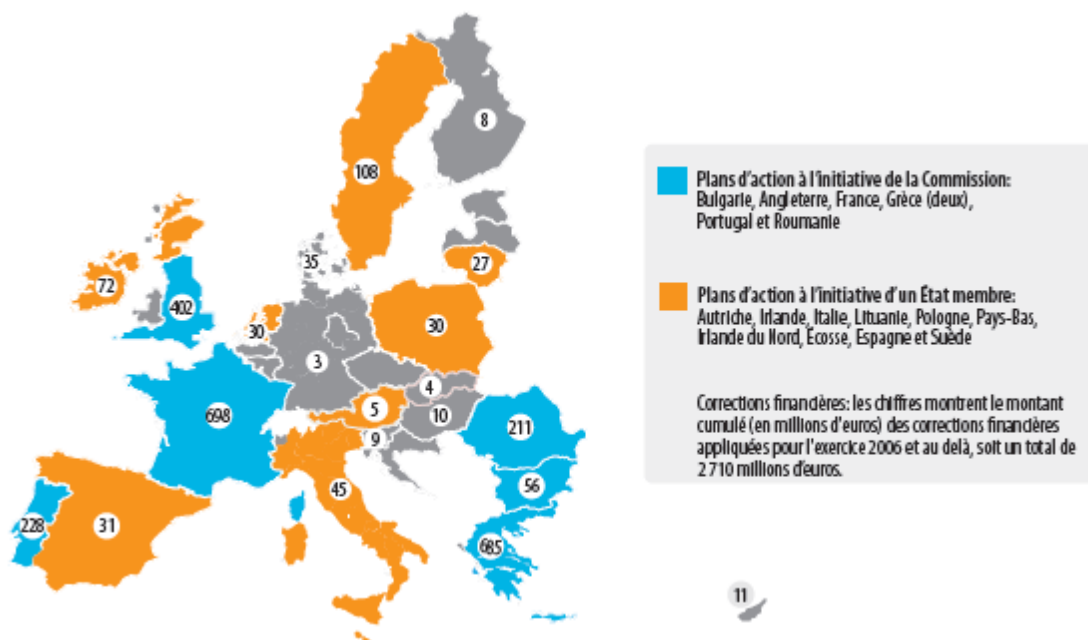 8
108
35
27
72
402
30
30
3
4
5
10
698
9
211
45
56
228
31
685
11
Plans d'action à l'initiative de la Commission:
Bulgarie, Angleterre, France, Grèce (deux),
Portugal et Roumanie
Plans d'action à l'initiative d'un État membre:
Autriche, Irlande, Italie, Lituanie, Pologne, Pays-Bas,
Irlande du Nord, Écosse, Espagne et Suède
Corrections financières: les chiffres montrent le montant
cumulé (en millions d'euros) des corrections financières
appliquées pour l'exercice 2006 et au delà, soit un total de
2 710 millions d'euros.